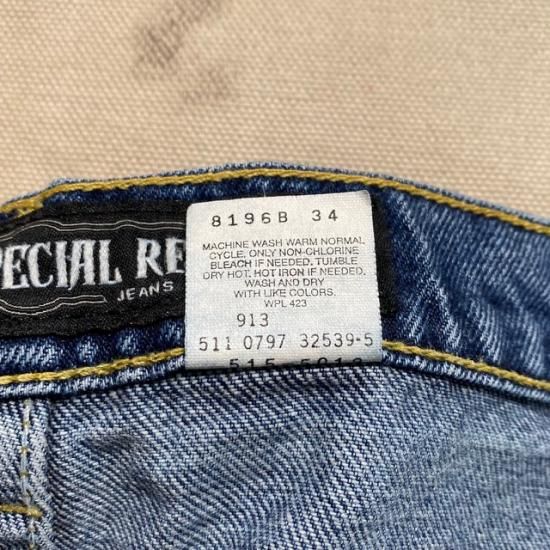 PECIAL RE
JEANS
8196B 34
MACHINE WASH WARM NORMAL
CYCLE. ONLY NON-CHLORINE
BLEACH IF NEEDED. TUMBLE
DRY HOT. HOT IRON IF NEEDED.
WASH AND DRY
WITH LIKE COLORS.
WPL 423
913
511 0797 32539-5